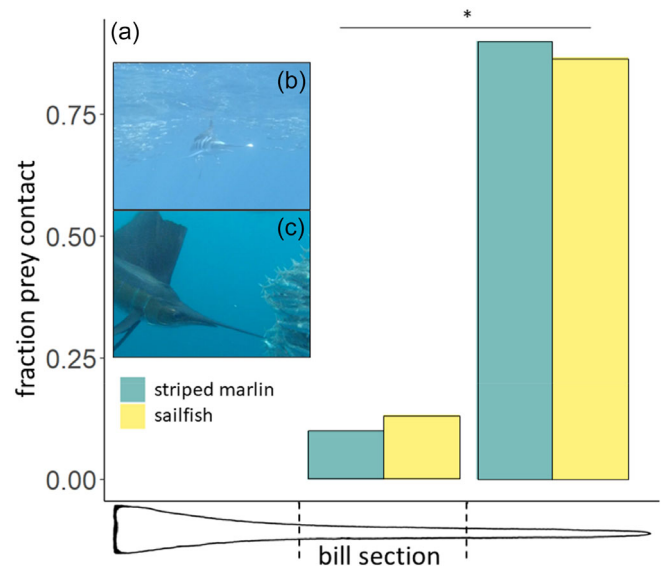 (a)
*
(b)
(c)
0.75
0.50
0.25
0.00
fraction prey contact
striped marlin
sailfish
bill section